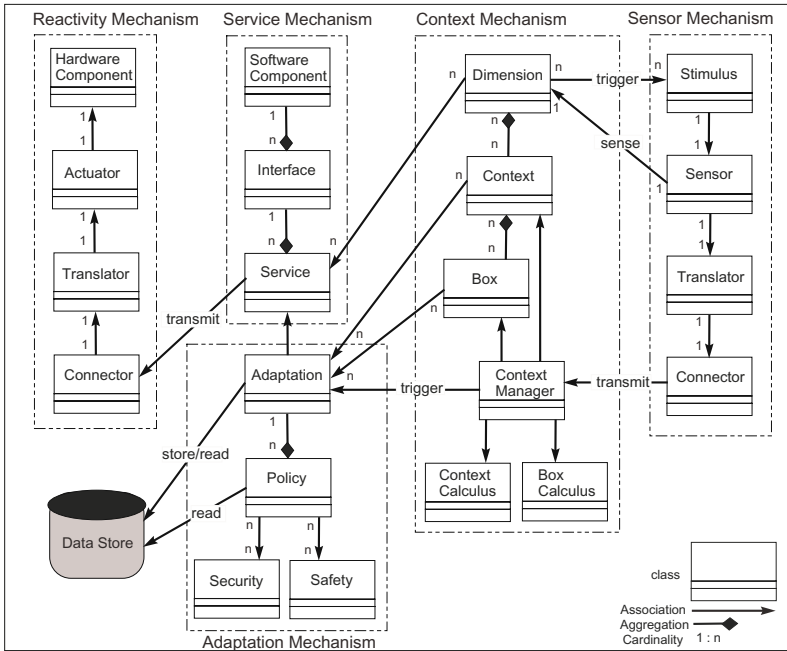 Reactivity Mechanism
Service Mechanism
Context Mechanism
Sensor Mechanism
Hardware
Component
1
1
Actuator
1
1
Translator
1
1
Connector
Software
Component
1
n
Interface
1
n
Service
n
transmit
n
Dimension
n
1
n
n
Context
n
n
n
Box
n
Context
Manager
Context
Calculus
Box
Calculus
trigger
sense
n
Stimulus
1
1
Sensor
1
1
1
Translator
1
1
Connector
transmit
trigger
n
n
Adaptation
1
n
Policy
n
n
n
n
Security
Safety
Adaptation Mechanism
store/read
read
Data Store
class
Association
Aggregation
Cardinality
1 : n